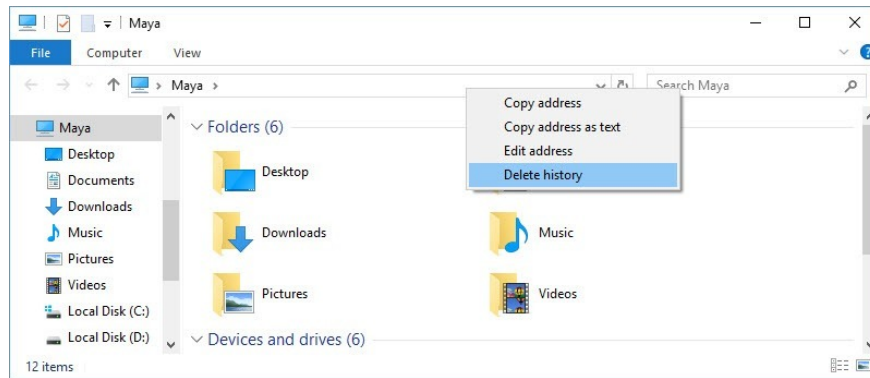 Maya
File Computer View
Maya
Search Maya
Copy address
Copy address as text
Edit address
Delete history
Maya
Desktop
Documents
Downloads
Music
Pictures
Videos
Local Disk (C:)
Local Disk (D:)
Folders (6)
Desktop
Downloads
Music
Pictures
Videos
Devices and drives (6)
12 items